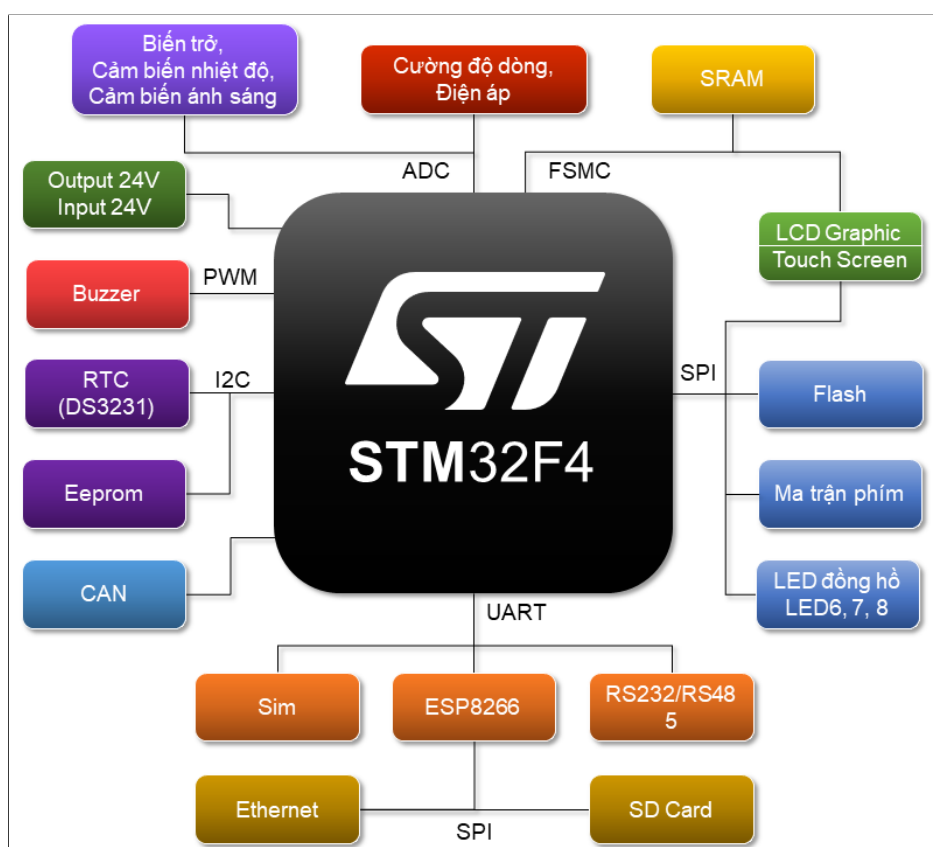 Biến trở,
Cảm biến nhiệt độ,
Cảm biến ánh sáng
Cường độ dòng,
Điện áp
SRAM
ADC
FSMC
Output 24V
Input 24V
LCD Graphic
Touch Screen
Buzzer
PWM
ST
RTC
(DS3231)
I2C
SPI
Flash
STM32F4
Eeprom
Ma trận phím
CAN
LED đồng hồ
LED6, 7, 8
UART
Sim
ESP8266
RS232/RS48
5
Ethernet
SPI
SD Card